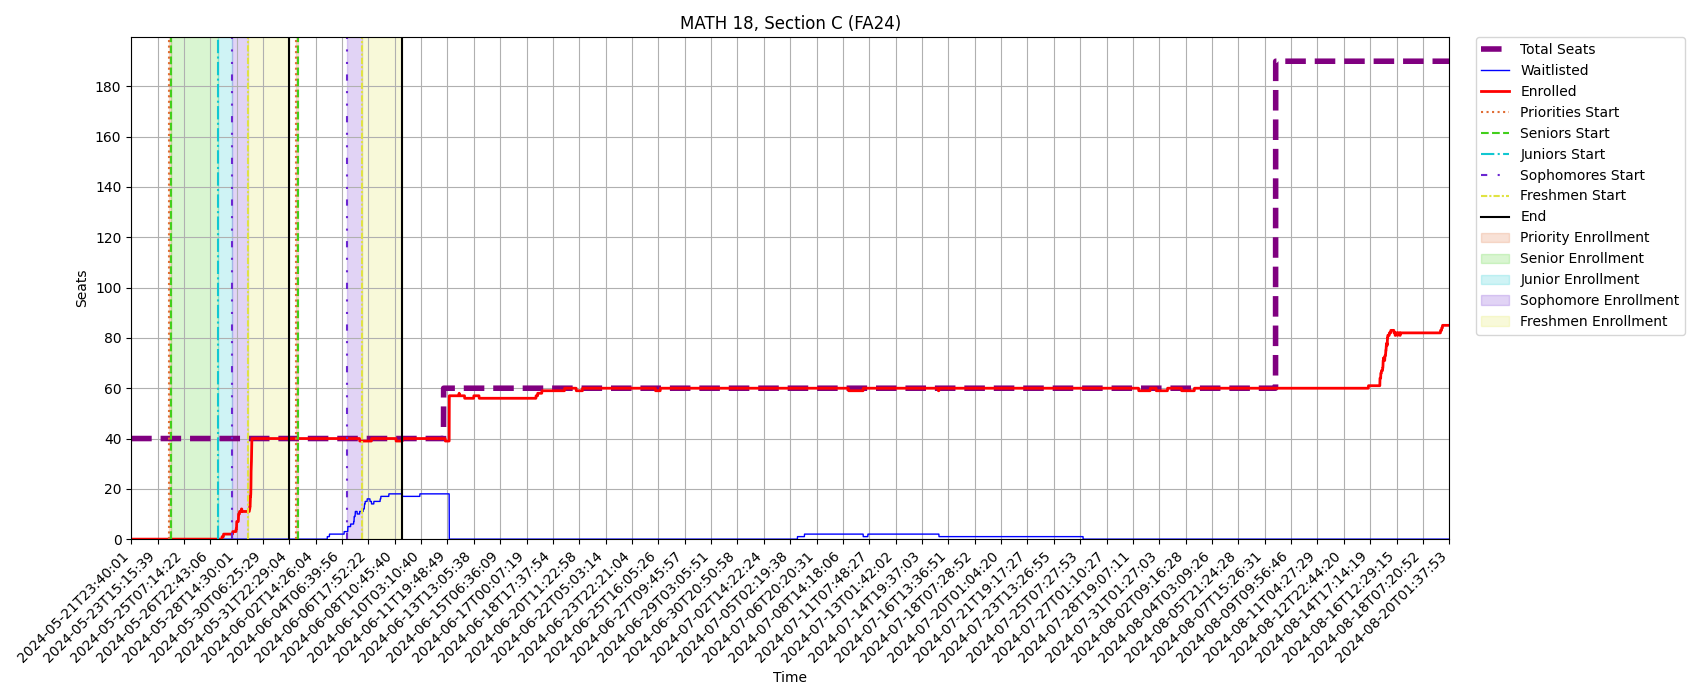 MATH 18, Section C (FA24)
Seats
180
160
140
120
100
80
60
40
20
0
2024-05-21T23:40:01
2024-05-23T15:15:39
2024-05-25T07:14:22
2024-05-26T22:43:06
2024-05-28T14:30:01
2024-05-30T06:25:29
2024-05-31T22:29:04
2024-06-02T14:26:04
2024-06-04T06:39:56
2024-06-06T17:52:22
2024-06-08T10:45:40
2024-06-10T03:10:40
2024-06-11T19:48:49
2024-06-13T13:05:38
2024-06-15T06:36:09
2024-06-17T00:07:19
2024-06-18T17:37:54
2024-06-20T11:22:58
2024-06-22T05:03:14
2024-06-23T22:21:04
2024-06-25T16:05:26
2024-06-27T09:45:57
2024-06-29T03:05:51
2024-06-30T20:50:58
2024-07-02T14:22:24
2024-07-05T02:19:38
2024-07-06T20:20:31
2024-07-08T14:18:06
2024-07-11T07:48:27
2024-07-13T01:42:02
2024-07-14T19:37:03
2024-07-16T13:36:51
2024-07-18T07:28:52
2024-07-20T01:04:20
2024-07-21T19:17:27
2024-07-23T13:26:55
2024-07-25T07:27:53
2024-07-27T01:10:27
2024-07-28T19:07:11
2024-07-31T01:27:03
2024-08-02T09:16:28
2024-08-04T03:09:26
2024-08-05T21:24:28
2024-08-07T15:26:31
2024-08-09T09:56:46
2024-08-11T04:27:29
2024-08-12T22:44:20
2024-08-14T17:14:19
2024-08-16T12:29:15
2024-08-18T07:20:52
2024-08-20T01:37:53
Time
Total Seats
Waitlisted
Enrolled
Priorities Start
Seniors Start
Juniors Start
Sophomores Start
Freshmen Start
End
Priority Enrollment
Senior Enrollment
Junior Enrollment
Sophomore Enrollment
Freshmen Enrollment